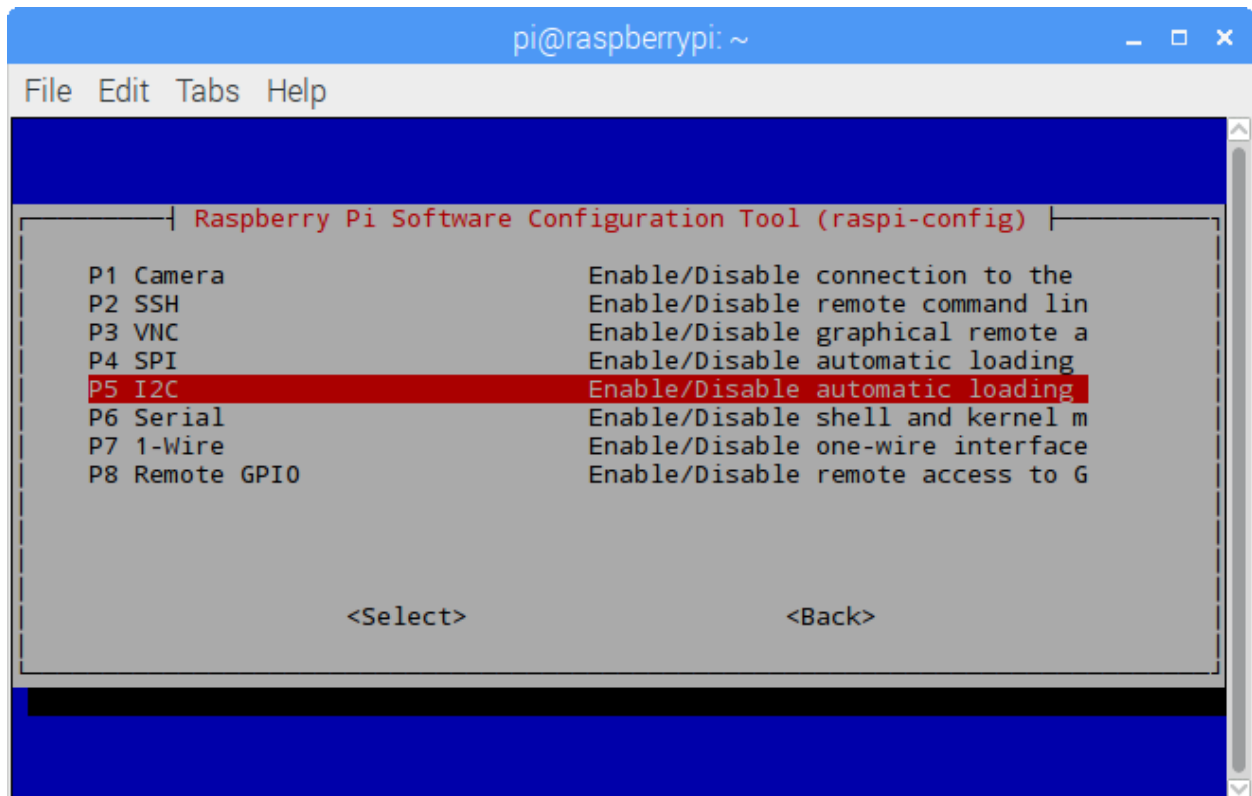 pi@raspberrypi: ~
File Edit Tabs Help
Raspberry Pi Software Configuration Tool (raspi-config)
P1 Camera Enable/Disable connection to the
P2 SSH Enable/Disable remote command lin
P3 VNC Enable/Disable graphical remote a
P4 SPI Enable/Disable automatic loading
P5 I2C Enable/Disable automatic loading
P6 Serial Enable/Disable shell and kernel m
P7 1-Wire Enable/Disable one-wire interface
P8 Remote GPIO Enable/Disable remote access to G
<Select> <Back>